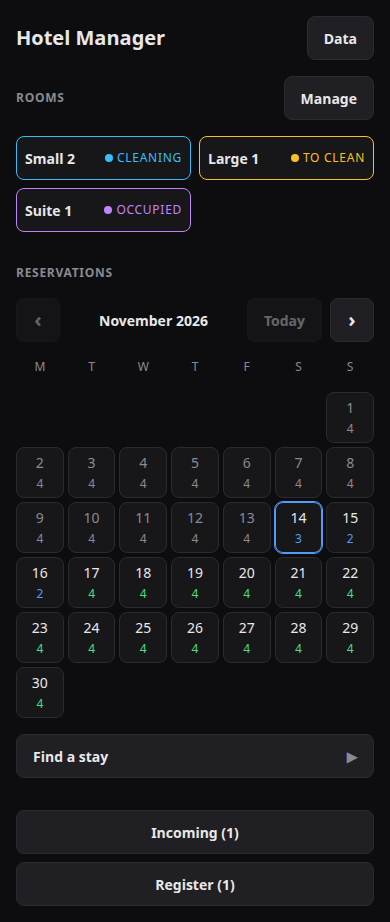 Hotel Manager Data
ROOMS Manage
Small 2 CLEANING Large 1 TO CLEAN
Suite 1 OCCUPIED
RESERVATIONS
‹ November 2026 Today ›
M T W T F S S
1
4
2 3 4 5 6 7 8
4 4 4 4 4 4 4
9 10 11 12 13 14 15
4 4 4 4 4 3 2
16 17 18 19 20 21 22
2 4 4 4 4 4 4
23 24 25 26 27 28 29
4 4 4 4 4 4 4
30
4
Find a stay ▶
Incoming (1)
Register (1)